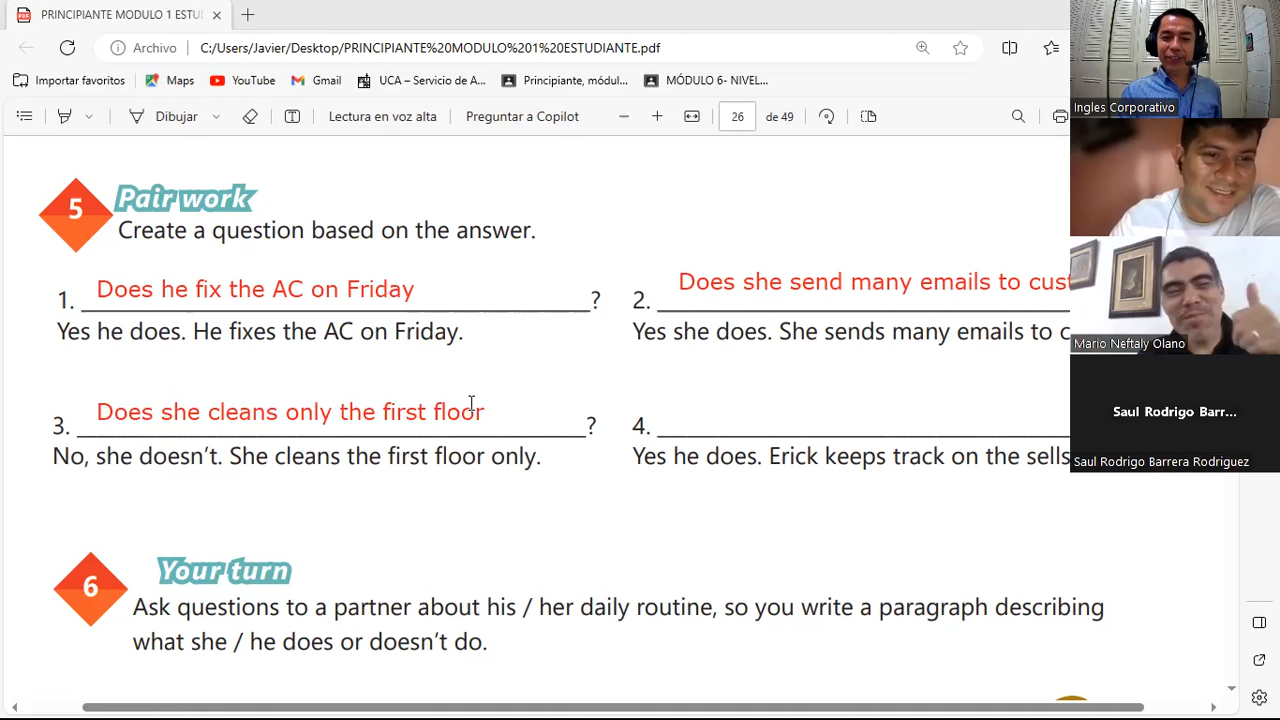 PRINCIPIANTE MODULO 1 ESTU
Archivo C:/Users/Javier/Desktop/PRINCIPIANTE%20MODULO%201%20ESTUDIANTE.pdf
Importar favoritos Maps YouTube Gmail UCA – Servicio de A... Principiante, módul... MÓDULO 6- NIVEL...
Dibujar Lectura en voz alta Preguntar a Copilot 26 de 49
Ingles Corporativo
Mario Neftaly Olano
Saul Rodrigo Barr...
Saul Rodrigo Barrera Rodriguez
5 Pair work
Create a question based on the answer.
1. Does he fix the AC on Friday ?
Yes he does. He fixes the AC on Friday.
2. Does she send many emails to cust
Yes she does. She sends many emails to c
3. Does she cleans only the first floor ?
No, she doesn't. She cleans the first floor only.
4.
Yes he does. Erick keeps track on the sells
6 Your turn
Ask questions to a partner about his / her daily routine, so you write a paragraph describing
what she / he does or doesn't do.